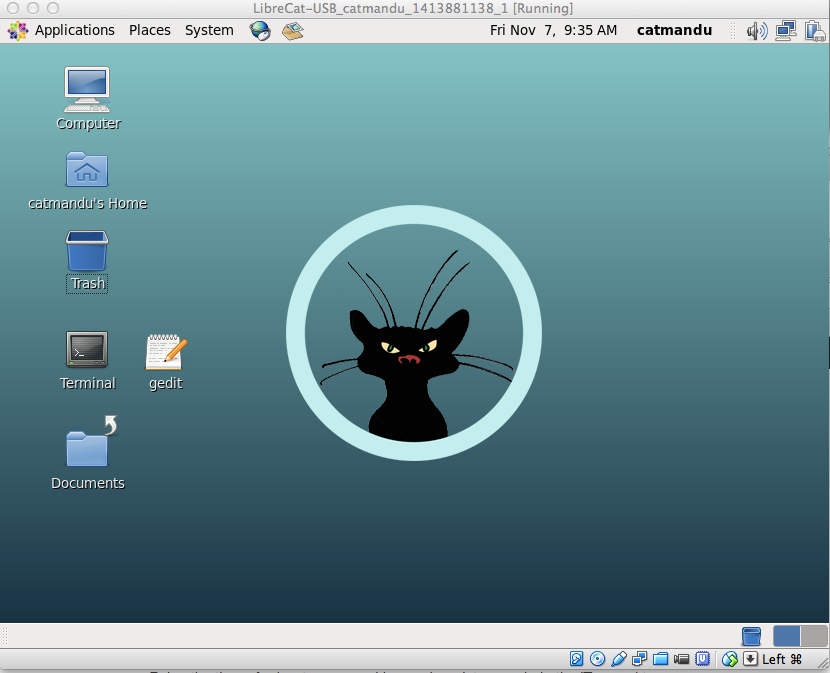 LibreCat-USB_catmandu_1413881138_1 [Running]
Applications Places System Fri Nov 7, 9:35 AM catmandu
Computer
catmandu's Home
Trash
Terminal gedit
Documents
Left ⌘